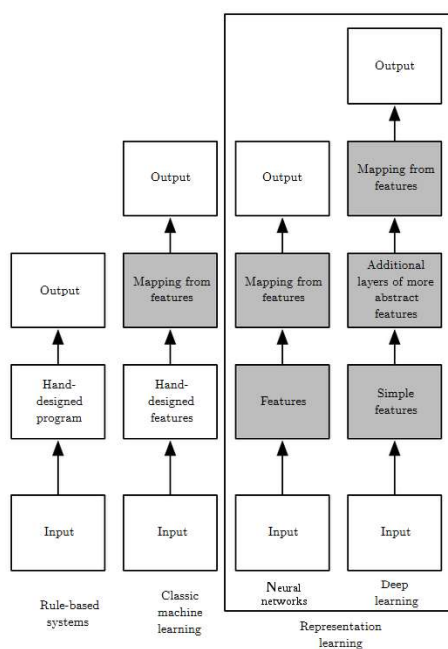 Output
Mapping from
features
Additional
layers of more
abstract
features
Simple
features
Input
Output
Mapping from
features
Features
Input
Output
Mapping from
features
Hand-
designed
features
Input
Output
Hand-
designed
program
Input
Rule-based
systems
Classic
machine
learning
Neural
networks
Deep
learning
Representation
learning